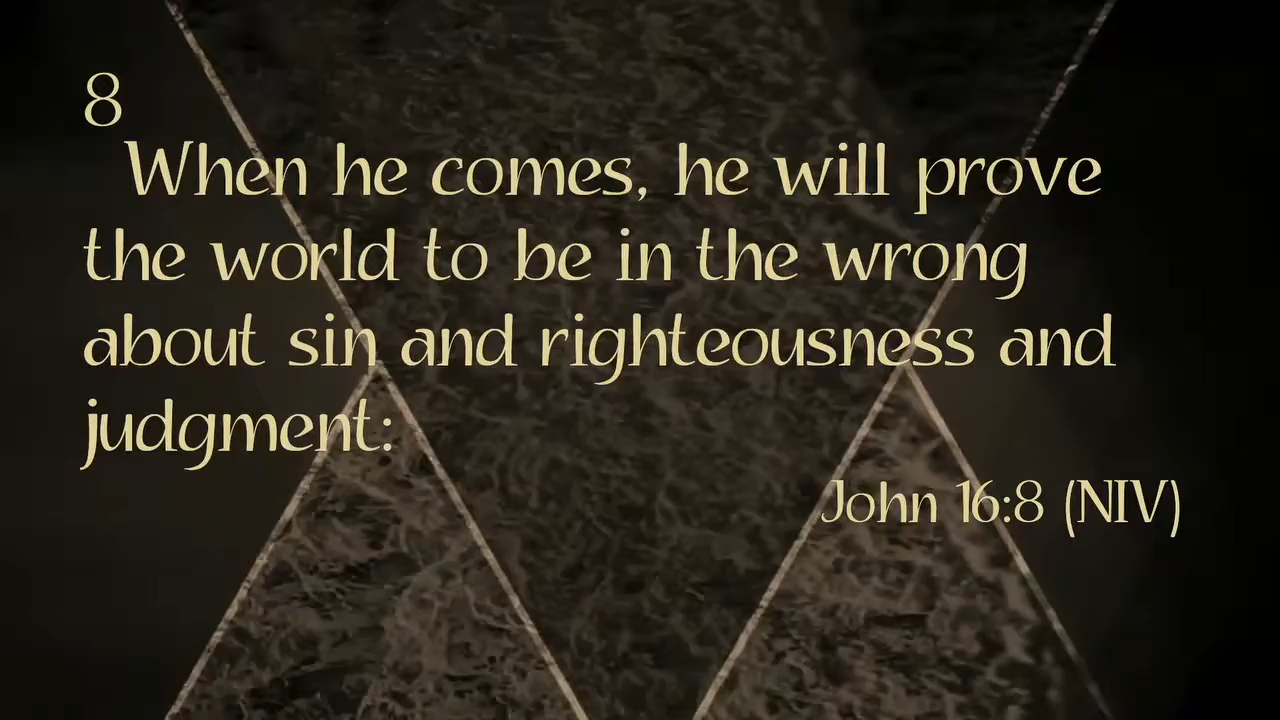 8
When he comes, he will prove
the world to be in the wrong
about sin and righteousness and
judgment:
John 16:8 (NIV)